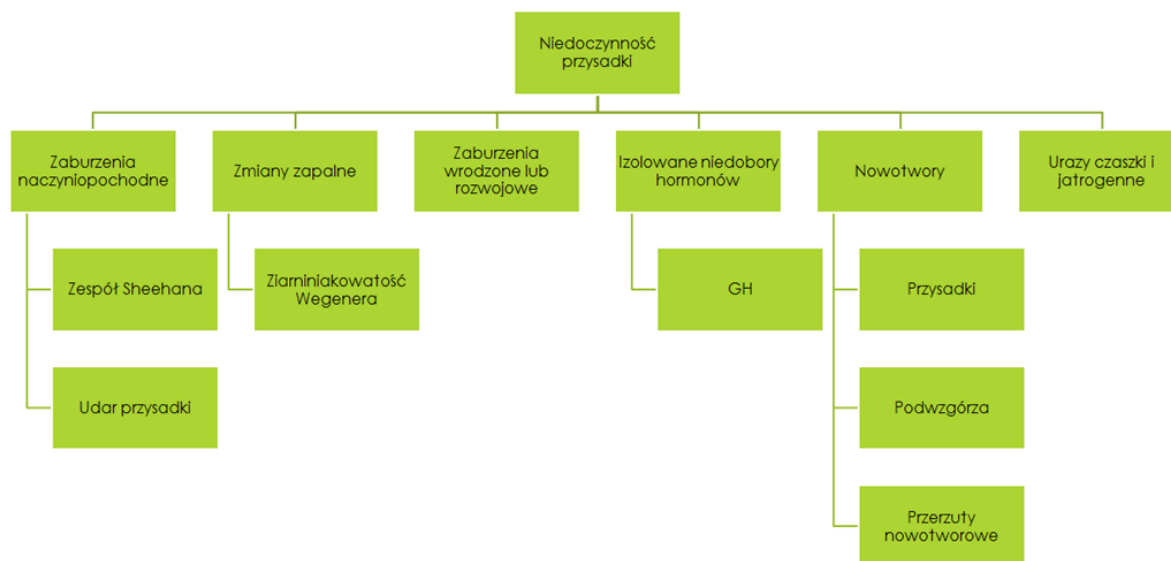 Niedoczynność
przysadki
Zaburzenia
naczyniopochodne
Zmiany zapalne
Zaburzenia
wrodzone lub
rozwojowe
Izolowane niedobory
hormonów
Nowotwory
Urazy czaszki i
jatrogenne
Zespół Sheehana
Ziarniniakowatość
Wegenera
GH
Przysadki
Udar przysadki
Podwzgórza
Przerzuty
nowotworowe